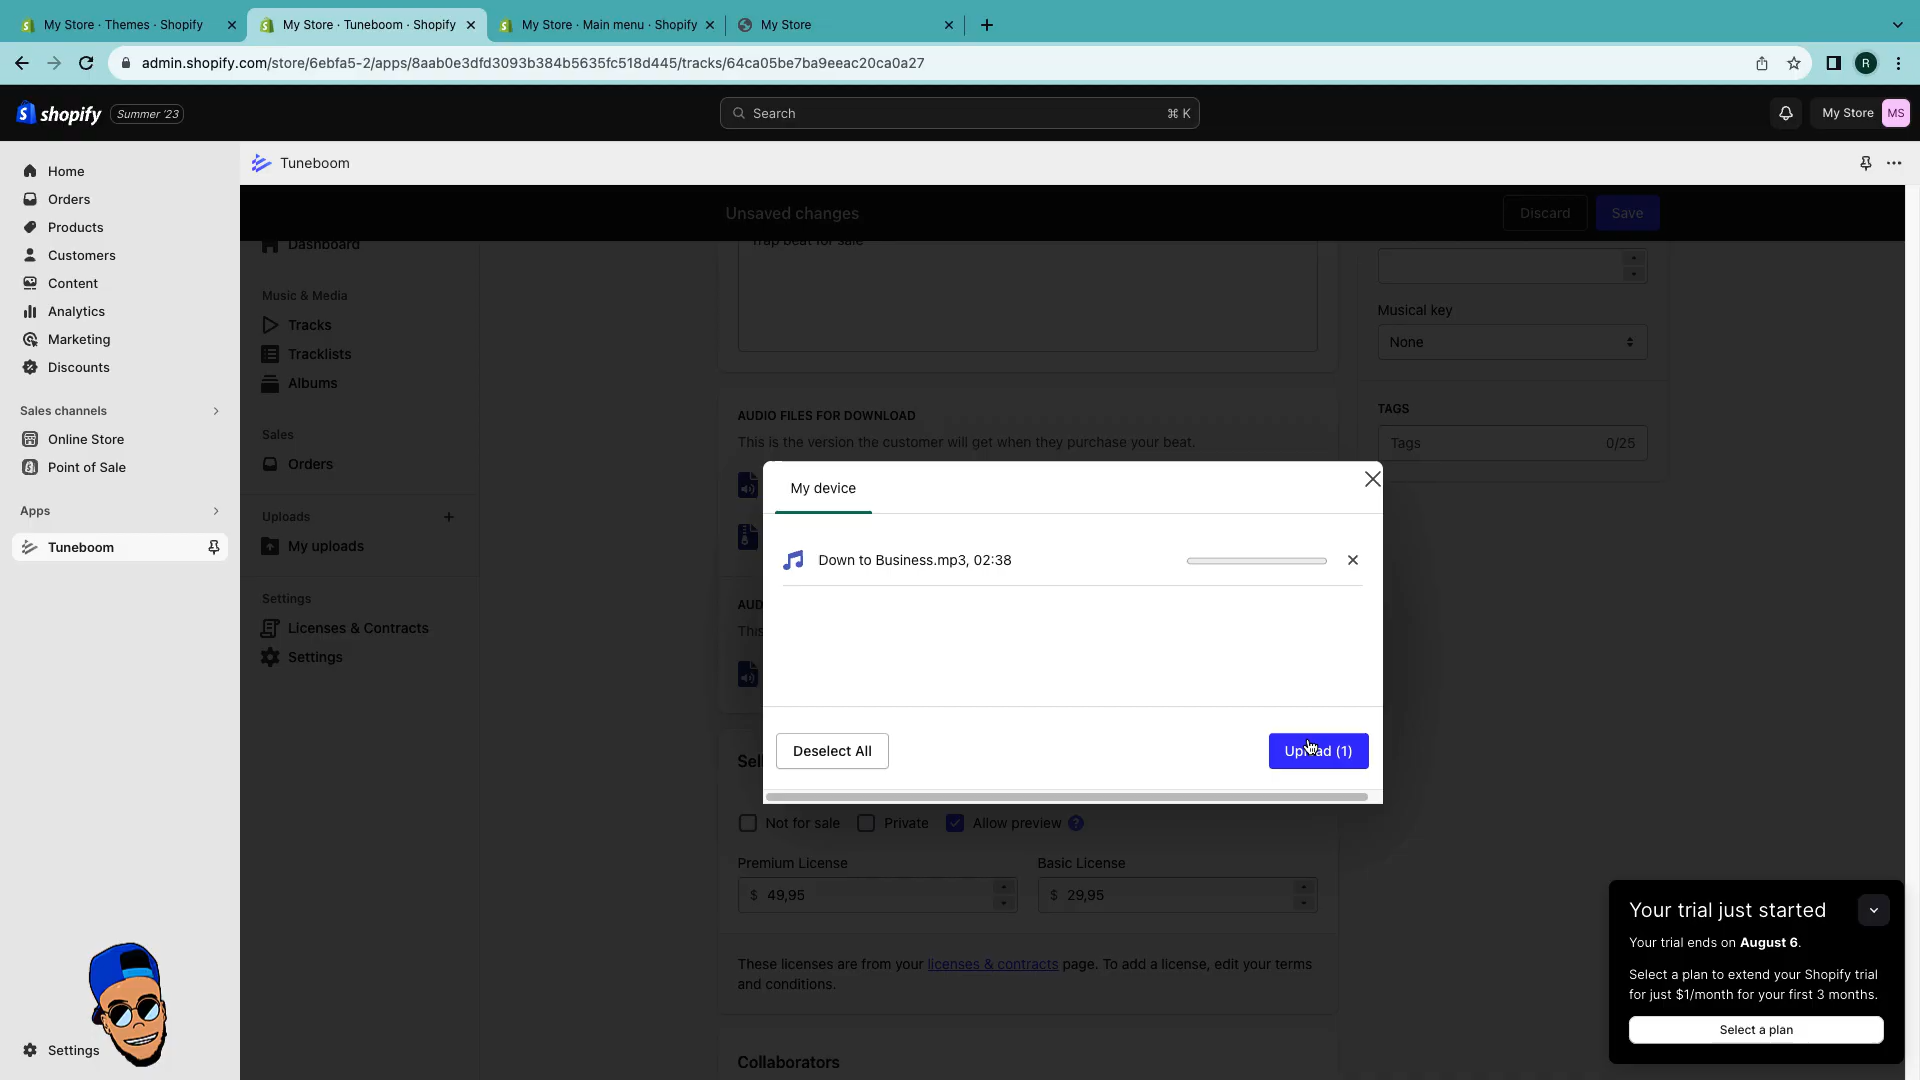 My Store · Themes · Shopify
My Store · Tuneboom · Shopify
My Store · Main menu · Shopify
My Store
admin.shopify.com/store/6ebfa5-2/apps/8aab0e3dfd3093b384b5635fc518d445/tracks/64ca05be7ba9eeac20ca0a27
R
shopify
Summer '23
Search
⌘ K
My Store
MS
Home
Orders
Products
Customers
Content
Analytics
Marketing
Discounts
Sales channels
Online Store
Point of Sale
Apps
Tuneboom
Settings
Tuneboom
Unsaved changes
Discard
Save
Dashboard
Music & Media
Tracks
Tracklists
Albums
Sales
Orders
Uploads
My uploads
Settings
Licenses & Contracts
Settings
Trap beat for sale
AUDIO FILES FOR DOWNLOAD
This is the version the customer will get when they purchase your beat.
Musical key
None
TAGS
Tags
0/25
My device
Down to Business.mp3, 02:38
Deselect All
Upload (1)
Not for sale
Private
Allow preview
Premium License
Basic License
$ 49,95
$ 29,95
These licenses are from your licenses & contracts page. To add a license, edit your terms
and conditions.
Collaborators
Your trial just started
Your trial ends on August 6.
Select a plan to extend your Shopify trial
for just $1/month for your first 3 months.
Select a plan